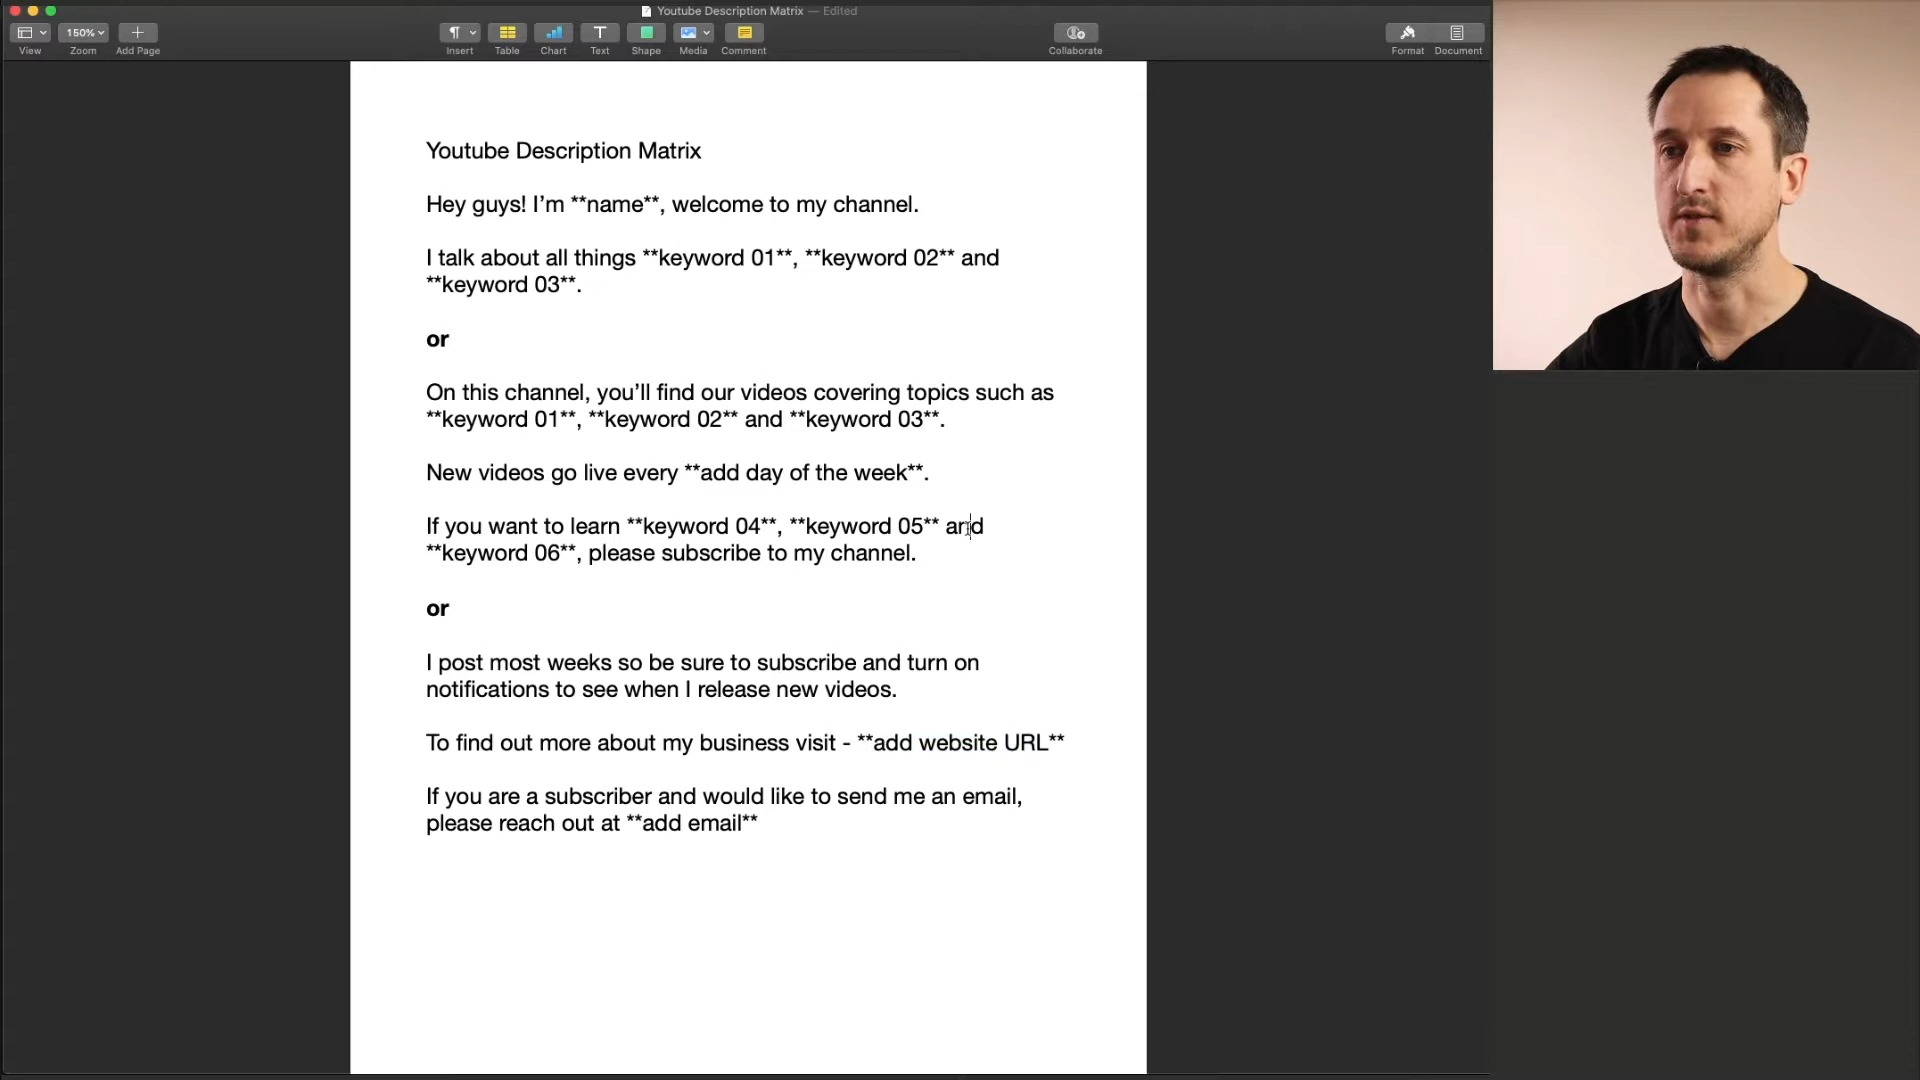 Youtube Description Matrix — Edited
View
150%
Zoom
Add Page
Insert
Table
Chart
Text
Shape
Media
Comment
Collaborate
Format
Document
Youtube Description Matrix
Hey guys! I’m **name**, welcome to my channel.
I talk about all things **keyword 01**, **keyword 02** and
**keyword 03**.
or
On this channel, you’ll find our videos covering topics such as
**keyword 01**, **keyword 02** and **keyword 03**.
New videos go live every **add day of the week**.
If you want to learn **keyword 04**, **keyword 05** and
**keyword 06**, please subscribe to my channel.
or
I post most weeks so be sure to subscribe and turn on
notifications to see when I release new videos.
To find out more about my business visit - **add website URL**
If you are a subscriber and would like to send me an email,
please reach out at **add email**